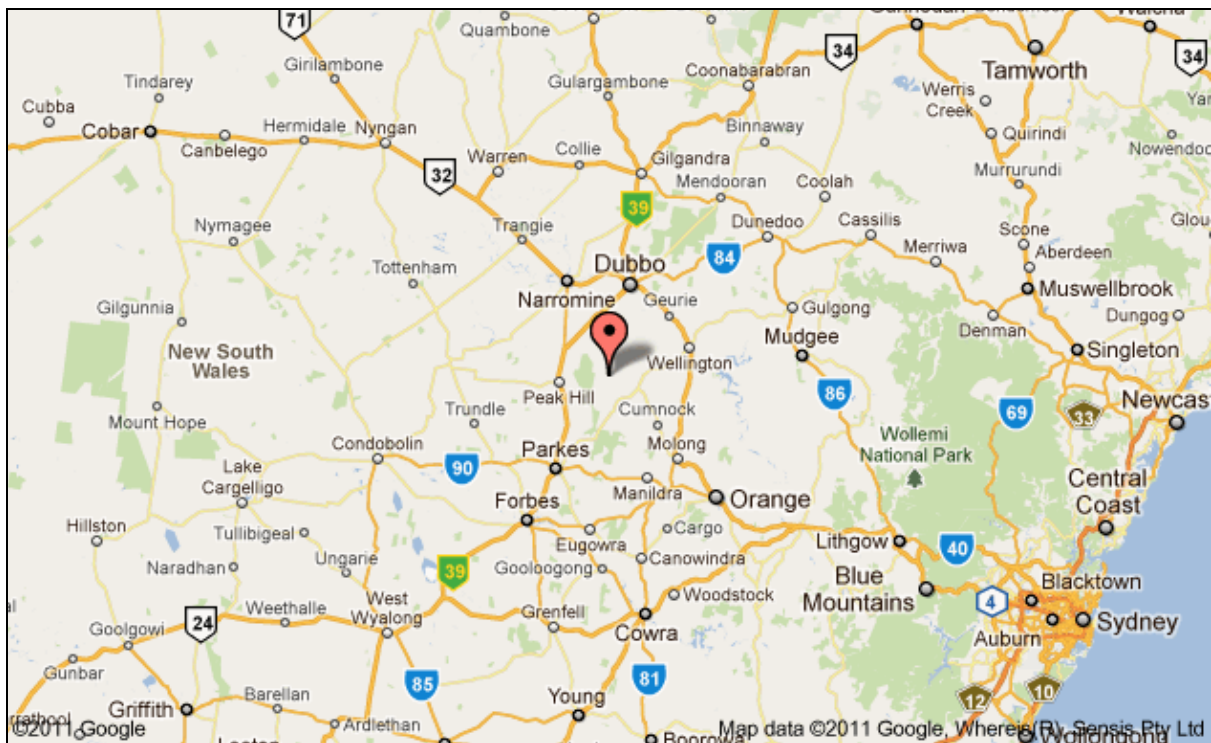 71
Quambone
34
Tamworth
34
Girilambone
Tindarey
Gulargambone
Coonabarabran
Werris
Creek
Cubba
Cobar
Canbelego
Hermidale
Nyngan
Binnaway
Quirindi
Nowendoc
32
Warren
Collie
Gilgandra
Mendooran
Coolah
Murrurundi
39
Nymagee
Trangie
Dunedoo
Cassilis
Merriwa
Scone
Aberdeen
84
Tottenham
Dubbo
Narromine
Geurie
Gulgong
Muswellbrook
Gilgunnia
Denman
Dungog
New South
Wales
Mudgee
Wellington
Singleton
Peak Hill
86
69
33
Mount Hope
Trundle
Cumnock
Newcast
Condobolin
Parkes
Molong
Wollemi
National Park
90
Lake
Cargelligo
Manildra
Orange
Central
Coast
Forbes
Hillston
Tullibigeal
Eugowra
Cargo
Lithgow
40
Ungarie
Naradhan
39
Gooloogong
Canowindra
Blue
Mountains
Blacktown
4
Weethalle
West
Wyalong
Grenfell
Woodstock
24
Goolgowi
Cowra
Auburn
Sydney
Gunbar
85
81
12
10
Barellan
Griffith
Young
Ardlethan
©2011 Google
Map data ©2011 Google, Whereis(R), Sensis Pty Ltd